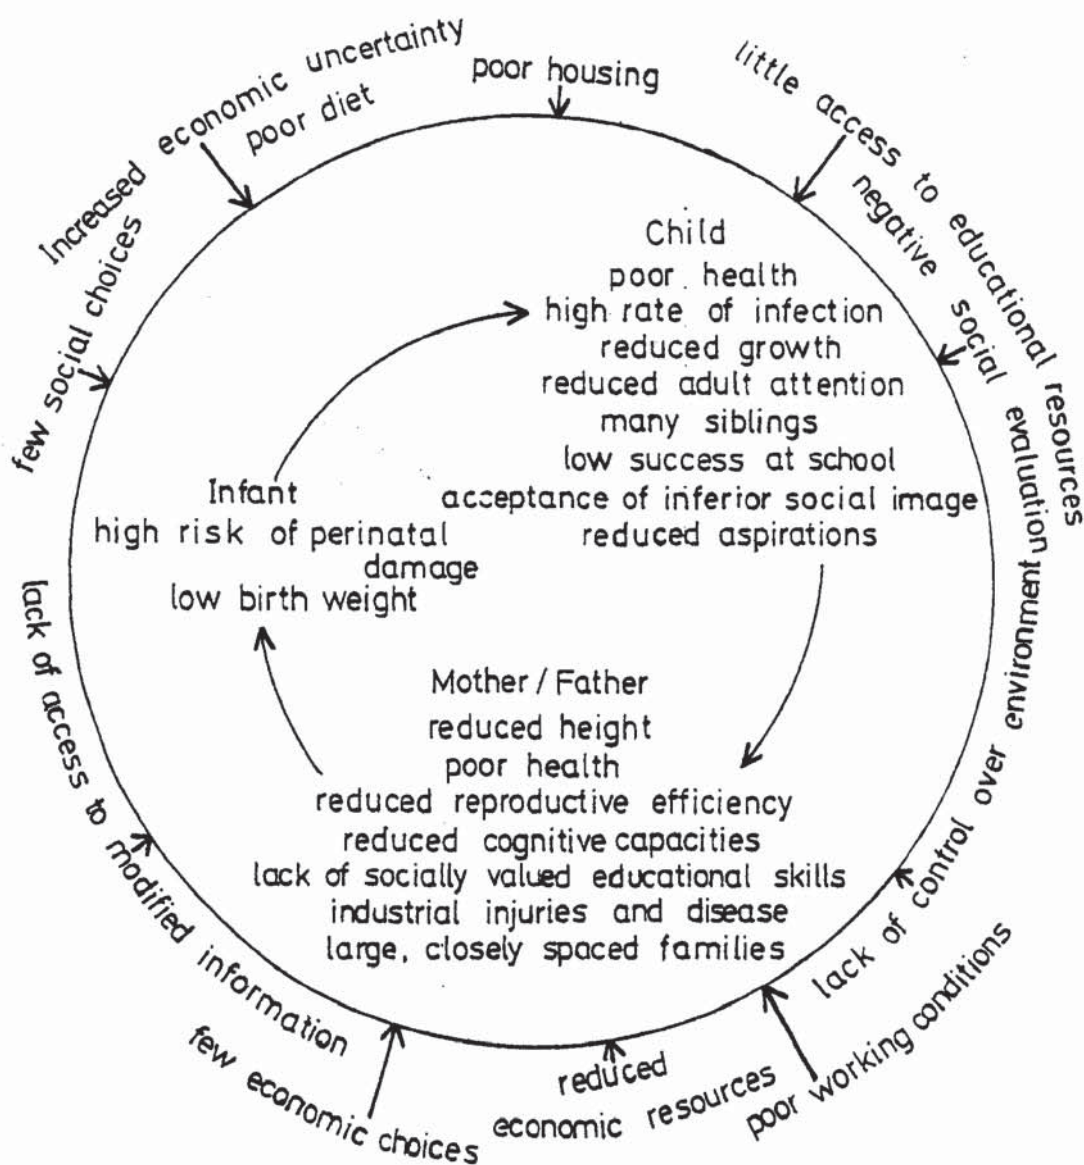 Increased economic uncertainty
poor diet
poor housing
little access to educational resources
negative social evaluation
few social choices
Child
poor health
high rate of infection
reduced growth
reduced adult attention
many siblings
low success at school
acceptance of inferior social image
reduced aspirations
Infant
high risk of perinatal
damage
low birth weight
Mother / Father
reduced height
poor health
reduced reproductive efficiency
reduced cognitive capacities
lack of socially valued educational skills
industrial injuries and disease
large, closely spaced families
lack of access to modified information
lack of control over environment
few economic choices
reduced
economic resources
poor working conditions